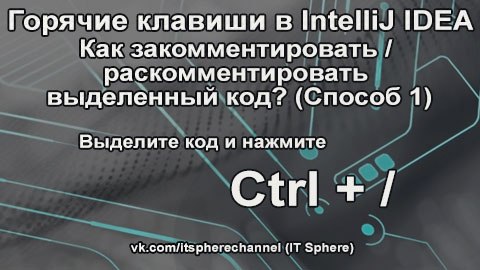 Горячие клавиши в IntelliJ IDEA
Как закомментировать /
раскомментировать
выделенный код? (Способ 1)
Выделите код и нажмите
Ctrl + /
vk.com/itspherechannel (IT Sphere)